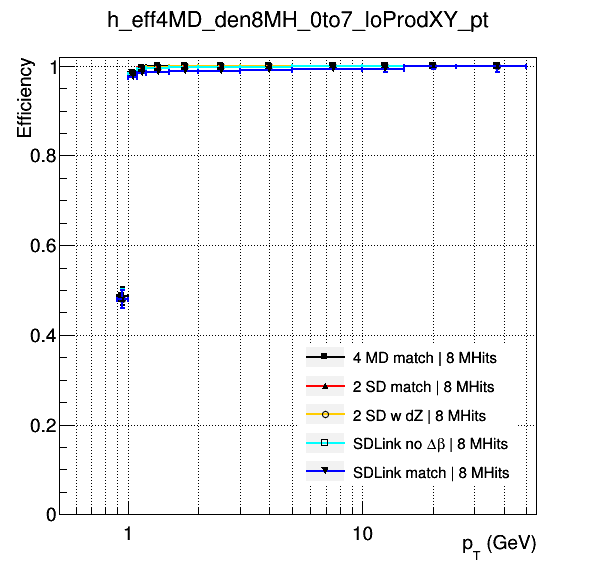 h_eff4MD_den8MH_0to7_loProdXY_pt
Efficiency
1
0.8
0.6
0.4
0.2
0
4 MD match | 8 MHits
2 SD match | 8 MHits
2 SD w dZ | 8 MHits
SDLink no Δβ | 8 MHits
SDLink match | 8 MHits
1
10
p_T (GeV)